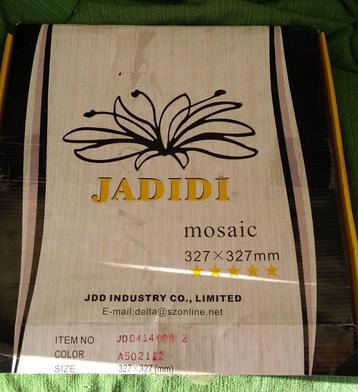 JADIDI
mosaic
327×327mm
JDD INDUSTRY CO., LIMITED
E-mail:delta@szonline.net
ITEM NO
COLOR A502122
SIZE 327×327(mm)